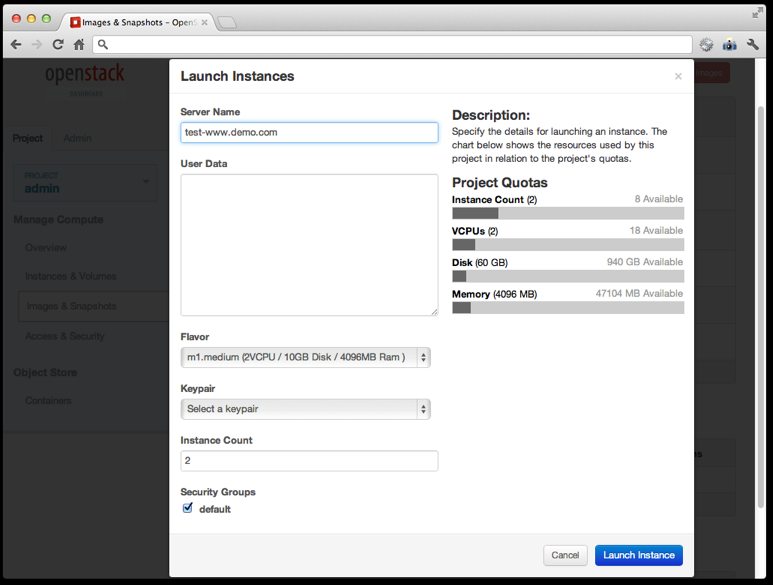 Images & Snapshots – OpenS
openstack
DASHBOARD
Images
Project
Admin
PROJECT
admin
Manage Compute
Overview
Instances & Volumes
Images & Snapshots
Access & Security
Object Store
Containers
Launch Instances
×
Server Name
test-www.demo.com
User Data
Flavor
m1.medium (2VCPU / 10GB Disk / 4096MB Ram )
Keypair
Select a keypair
Instance Count
2
Security Groups
default
Description:
Specify the details for launching an instance. The
chart below shows the resources used by this
project in relation to the project's quotas.
Project Quotas
Instance Count (2) 8 Available
VCPUs (2) 18 Available
Disk (60 GB) 940 GB Available
Memory (4096 MB) 47104 MB Available
Cancel
Launch Instance